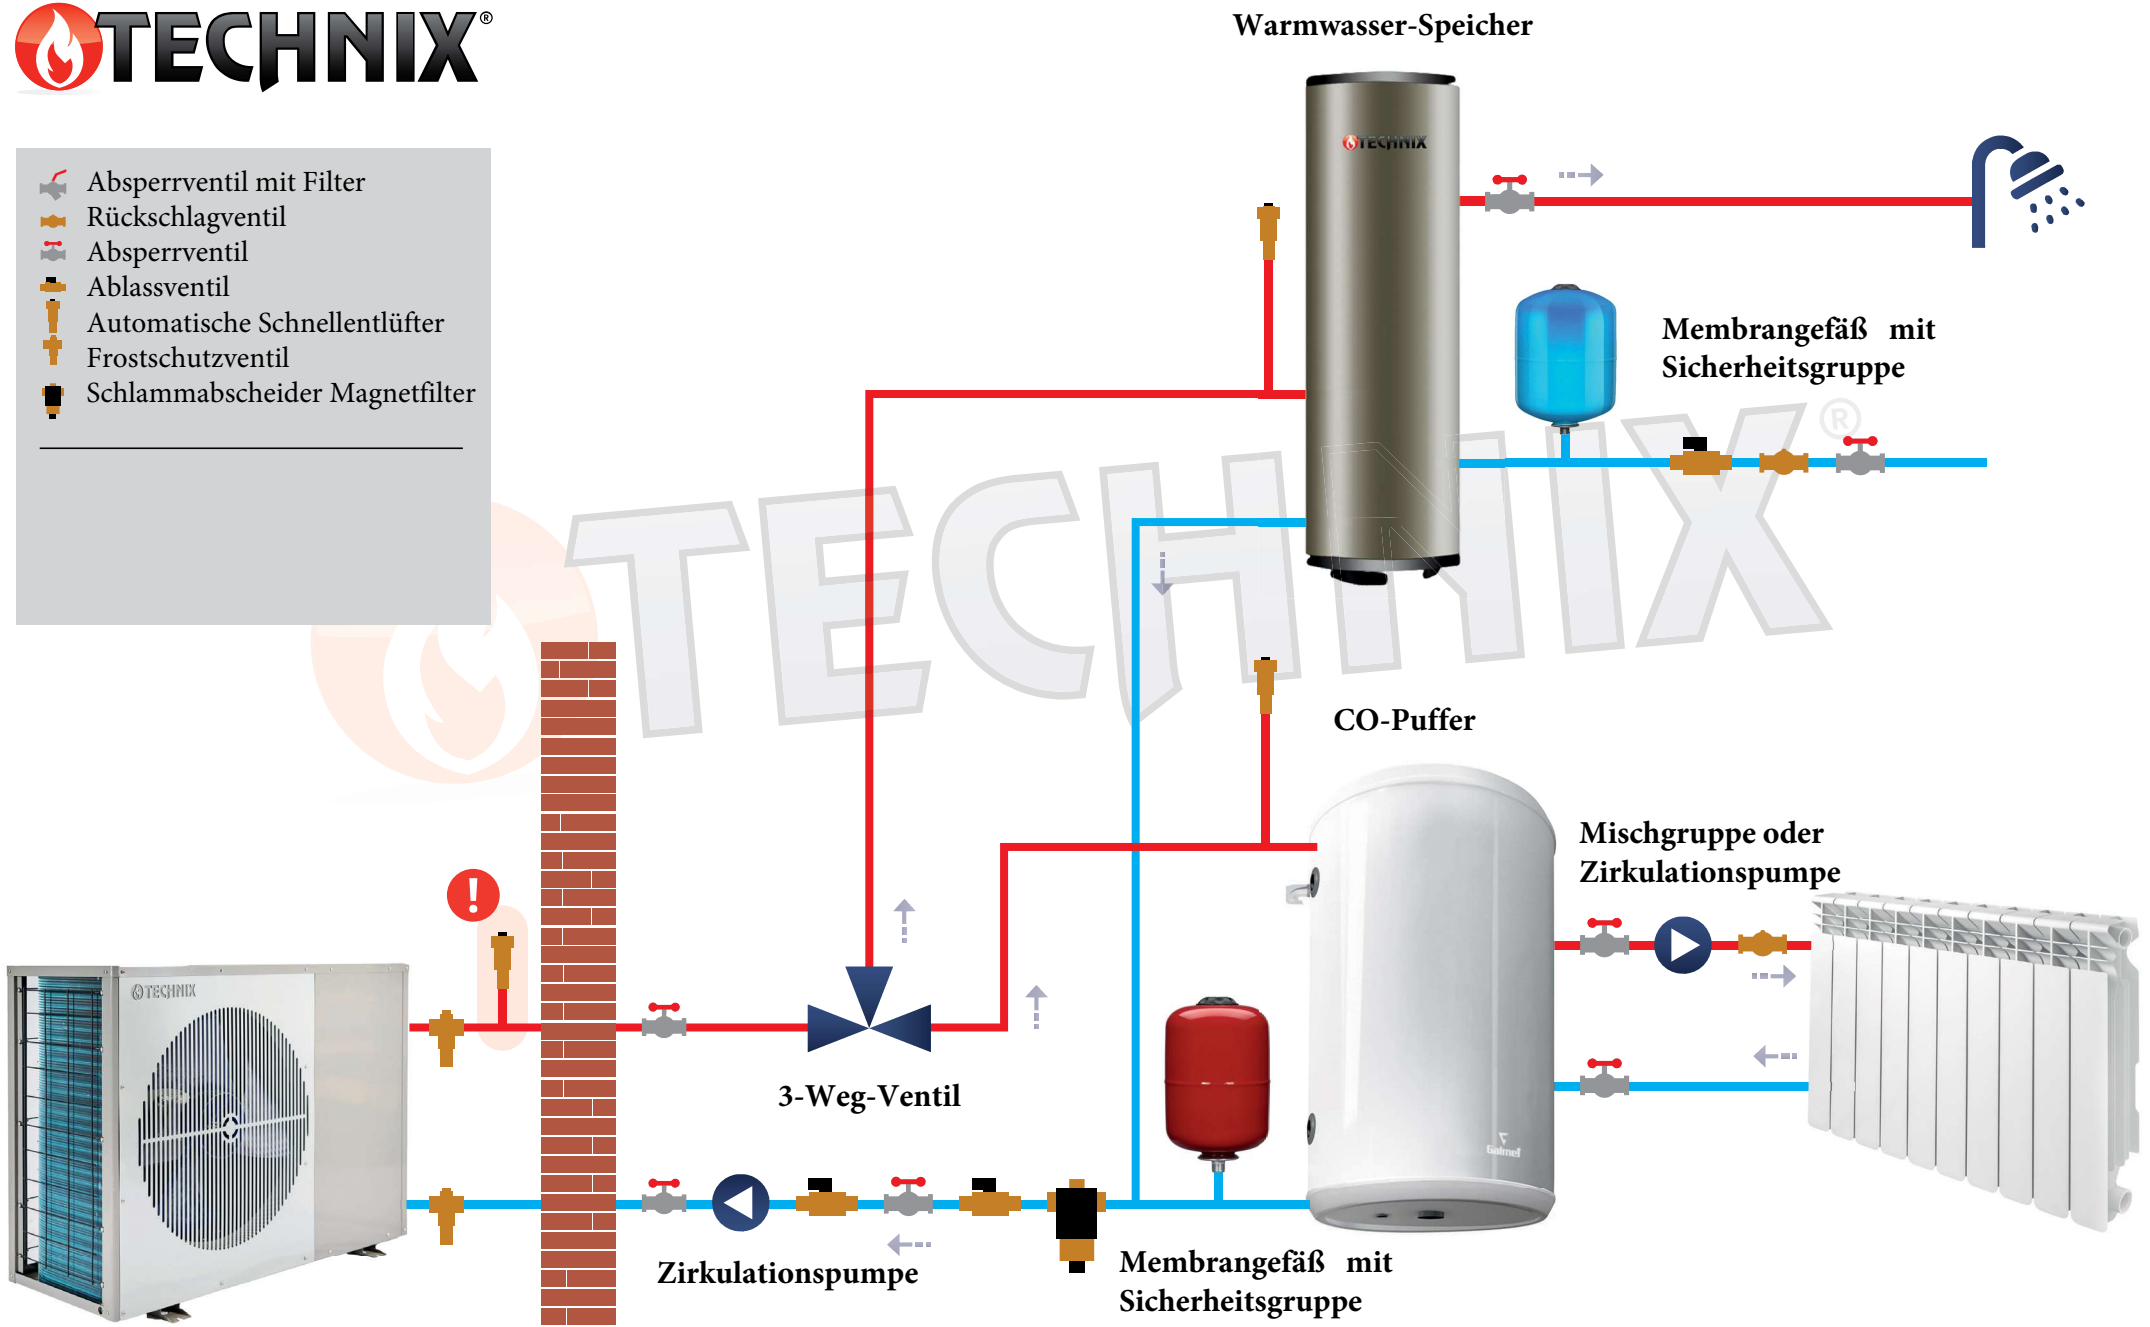 TECHNIX®
Absperrventil mit Filter
Rückschlagventil
Absperrventil
Ablassventil
Automatische Schnellentlüfter
Frostschutzventil
Schlammabscheider Magnetfilter
Warmwasser-Speicher
TECHNIX
Membrangefäß mit
Sicherheitsgruppe
TECHNIX®
CO-Puffer
Mischgruppe oder
Zirkulationspumpe
!
TECHNIX
3-Weg-Ventil
Galmet
Zirkulationspumpe
Membrangefäß mit
Sicherheitsgruppe